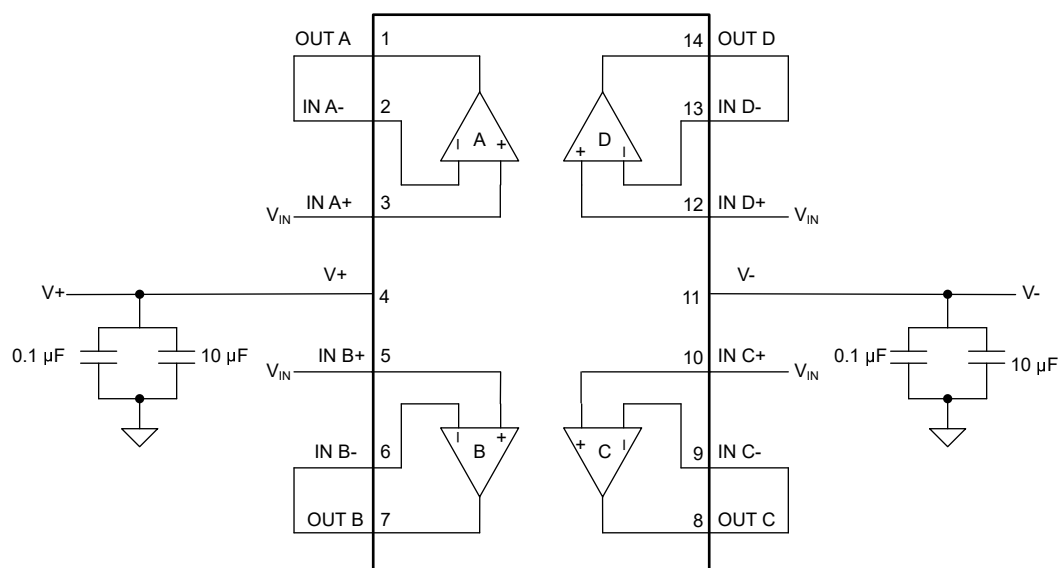 OUT A 1 14 OUT D
IN A- 2 13 IN D-
A D
I + + I
V_IN IN A+ 3 12 IN D+ V_IN
V+ V+ 4 11 V- V-
0.1 µF 10 µF 0.1 µF 10 µF
V_IN IN B+ 5 10 IN C+ V_IN
I + + I
B C
IN B- 6 9 IN C-
OUT B 7 8 OUT C